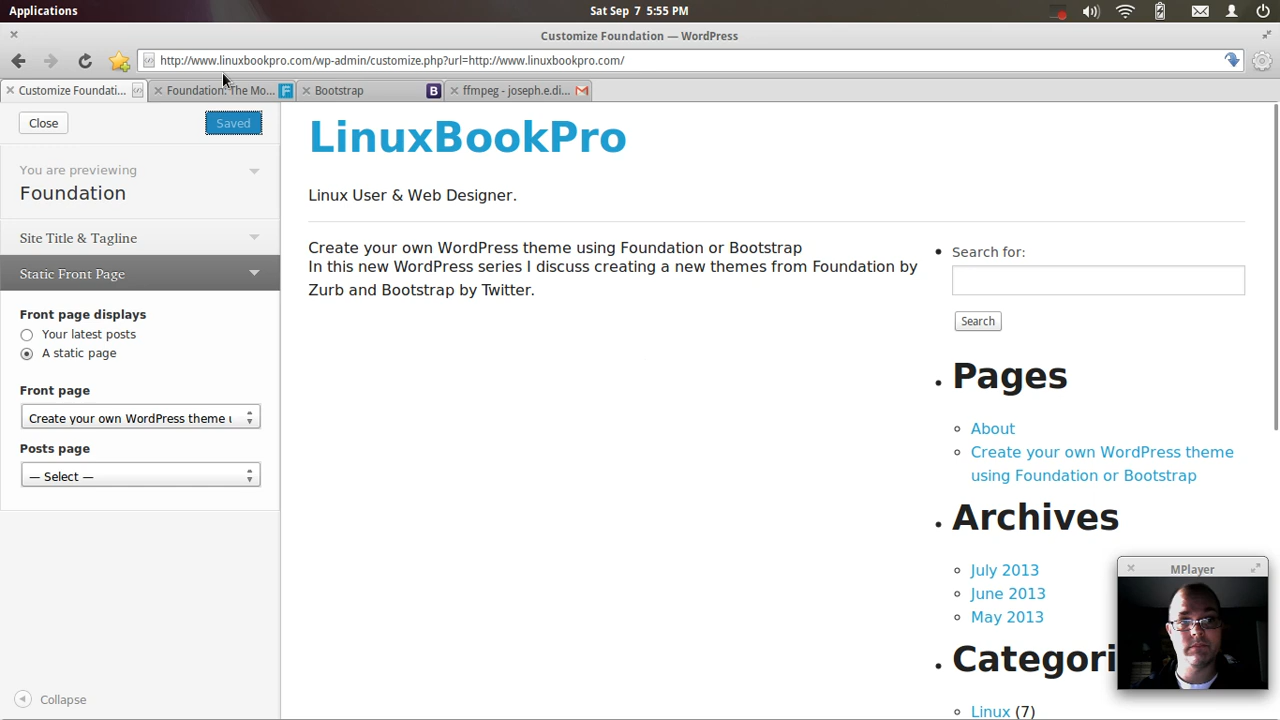 Applications
Sat Sep 7 5:55 PM
Customize Foundation — WordPress
http://www.linuxbookpro.com/wp-admin/customize.php?url=http://www.linuxbookpro.com/
Customize Foundati...
Foundation: The Mo...
F
Bootstrap
B
ffmpeg - joseph.e.di...
Close
Saved
You are previewing
Foundation
Site Title & Tagline
Static Front Page
Front page displays
Your latest posts
A static page
Front page
Create your own WordPress theme u
Posts page
— Select —
Collapse
LinuxBookPro
Linux User & Web Designer.
Create your own WordPress theme using Foundation or Bootstrap
In this new WordPress series I discuss creating a new themes from Foundation by
Zurb and Bootstrap by Twitter.
Search for:
Search
Pages
About
Create your own WordPress theme
using Foundation or Bootstrap
Archives
July 2013
June 2013
May 2013
Categori
Linux (7)
MPlayer